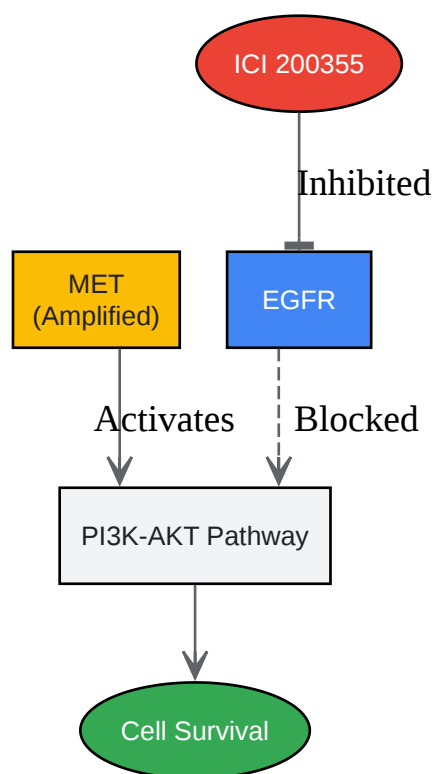 ICI 200355
Inhibited
MET
(Amplified)
EGFR
Activates
Blocked
PI3K-AKT Pathway
Cell Survival